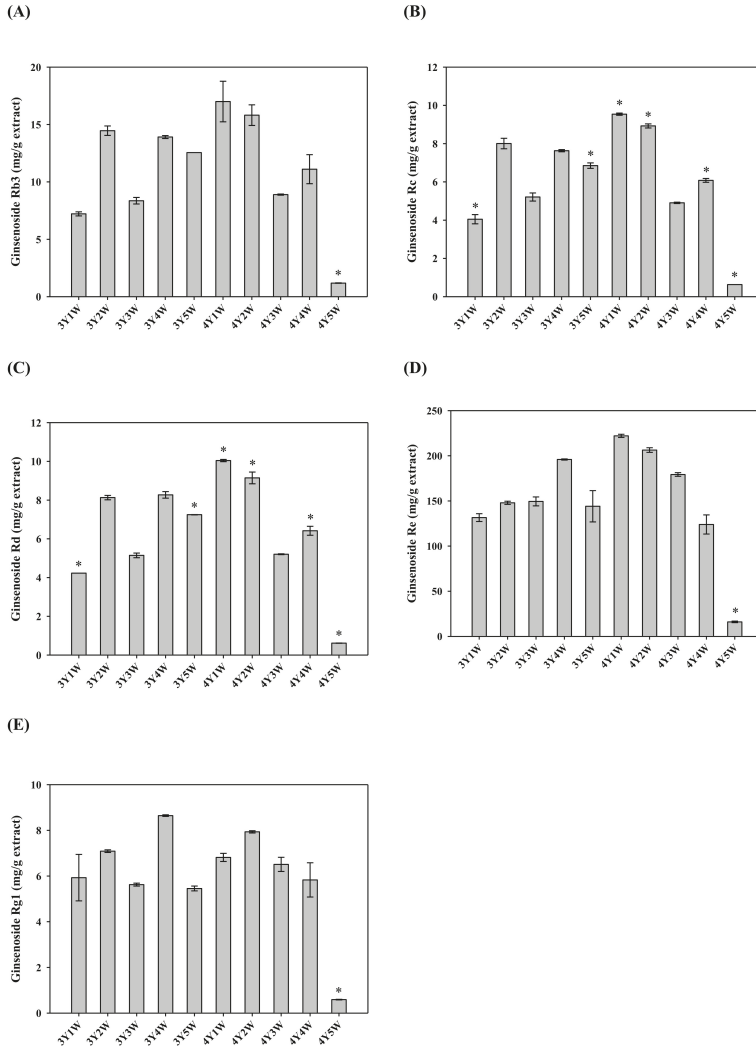 (A)
Ginsenoside Rb3 (mg/g extract)
20
15
10
5
0
*
3Y1W 3Y2W 3Y3W 3Y4W 3Y5W 4Y1W 4Y2W 4Y3W 4Y4W 4Y5W
(B)
Ginsenoside Rc (mg/g extract)
12
10
8
6
4
2
0
* * * * * *
3Y1W 3Y2W 3Y3W 3Y4W 3Y5W 4Y1W 4Y2W 4Y3W 4Y4W 4Y5W
(C)
Ginsenoside Rd (mg/g extract)
12
10
8
6
4
2
0
* * * * * *
3Y1W 3Y2W 3Y3W 3Y4W 3Y5W 4Y1W 4Y2W 4Y3W 4Y4W 4Y5W
(D)
Ginsenoside Re (mg/g extract)
250
200
150
100
50
0
*
3Y1W 3Y2W 3Y3W 3Y4W 3Y5W 4Y1W 4Y2W 4Y3W 4Y4W 4Y5W
(E)
Ginsenoside Rg1 (mg/g extract)
10
8
6
4
2
0
*
3Y1W 3Y2W 3Y3W 3Y4W 3Y5W 4Y1W 4Y2W 4Y3W 4Y4W 4Y5W